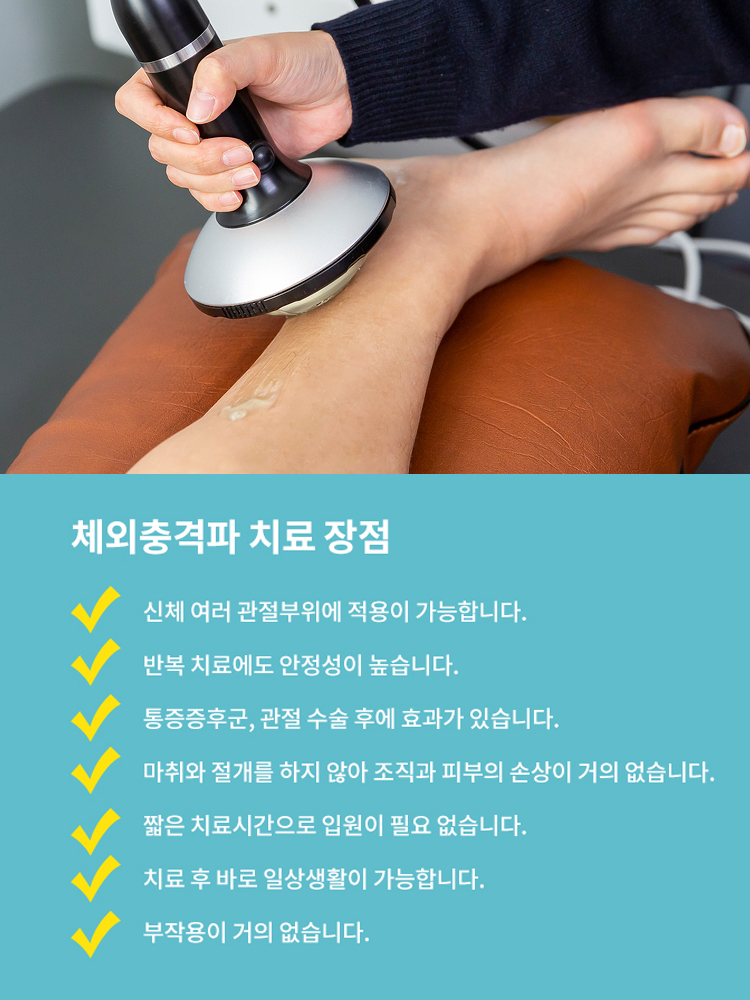 체외충격파 치료 장점
신체 여러 관절부위에 적용이 가능합니다.
반복 치료에도 안정성이 높습니다.
통증증후군, 관절 수술 후에 효과가 있습니다.
마취와 절개를 하지 않아 조직과 피부의 손상이 거의 없습니다.
짧은 치료시간으로 입원이 필요 없습니다.
치료 후 바로 일상생활이 가능합니다.
부작용이 거의 없습니다.